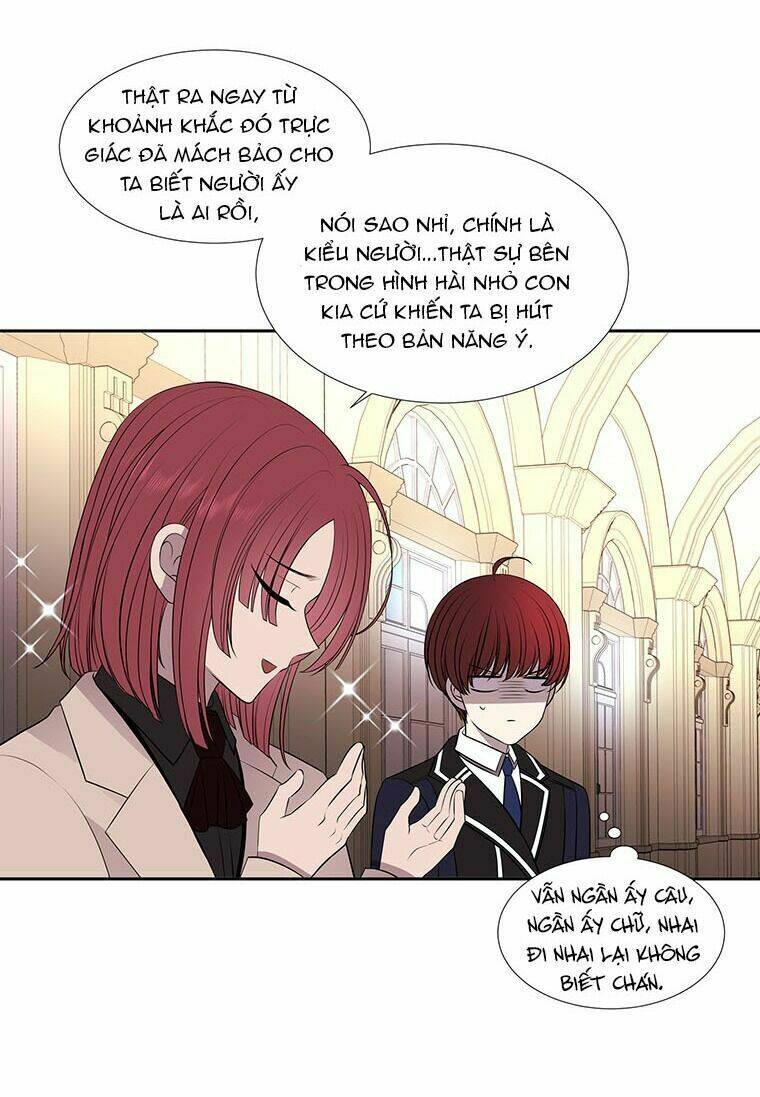 THẬT RA NGAY TỪ
KHOẢNH KHẮC ĐÓ TRỰC
GIÁC ĐÃ MÁCH BẢO CHO
TA BIẾT NGƯỜI ẤY
LÀ AI RỒI,
NÓI SAO NHỈ, CHÍNH LÀ
KIỂU NGƯỜI...THẬT SỰ BÊN
TRONG HÌNH HÀI NHỎ CON
KIA CỨ KHIẾN TA BỊ HÚT
THEO BẢN NĂNG Ý.
VẪN NGẦN ẤY CÂU,
NGẦN ẤY CHỮ, NHAI
ĐI NHAI LẠI KHÔNG
BIẾT CHÁN.